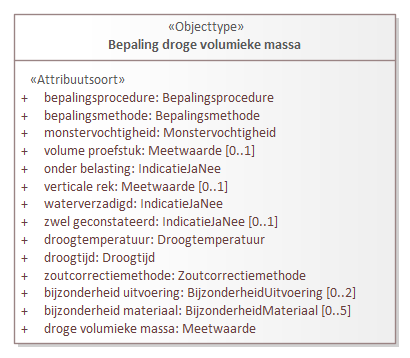 «Objecttype»
Bepaling droge volumieke massa
«Attribuutsoort»
+ bepalingsprocedure: Bepalingsprocedure
+ bepalingsmethode: Bepalingsmethode
+ monstervochtigheid: Monstervochtigheid
+ volume proefstuk: Meetwaarde [0..1]
+ onder belasting: IndicatieJaNee
+ verticale rek: Meetwaarde [0..1]
+ waterverzadigd: IndicatieJaNee
+ zwel geconstateerd: IndicatieJaNee [0..1]
+ droogtemperatuur: Droogtemperatuur
+ droogtijd: Droogtijd
+ zoutcorrectiemethode: Zoutcorrectiemethode
+ bijzonderheid uitvoering: BijzonderheidUitvoering [0..2]
+ bijzonderheid materiaal: BijzonderheidMateriaal [0..5]
+ droge volumieke massa: Meetwaarde